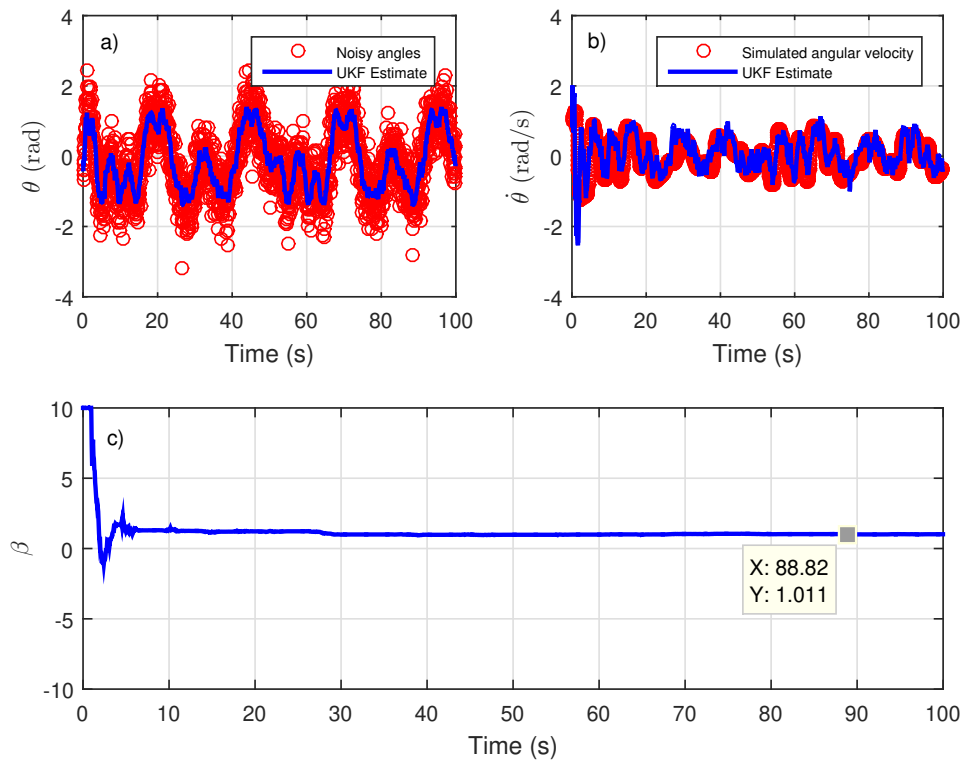 a)
Noisy angles
UKF Estimate
4
2
0
-2
-4
θ (rad)
0 20 40 60 80 100
Time (s)
b)
Simulated angular velocity
UKF Estimate
4
2
0
-2
-4
θ̇ (rad/s)
0 20 40 60 80 100
Time (s)
c)
10
5
0
-5
-10
β
X: 88.82
Y: 1.011
0 10 20 30 40 50 60 70 80 90 100
Time (s)